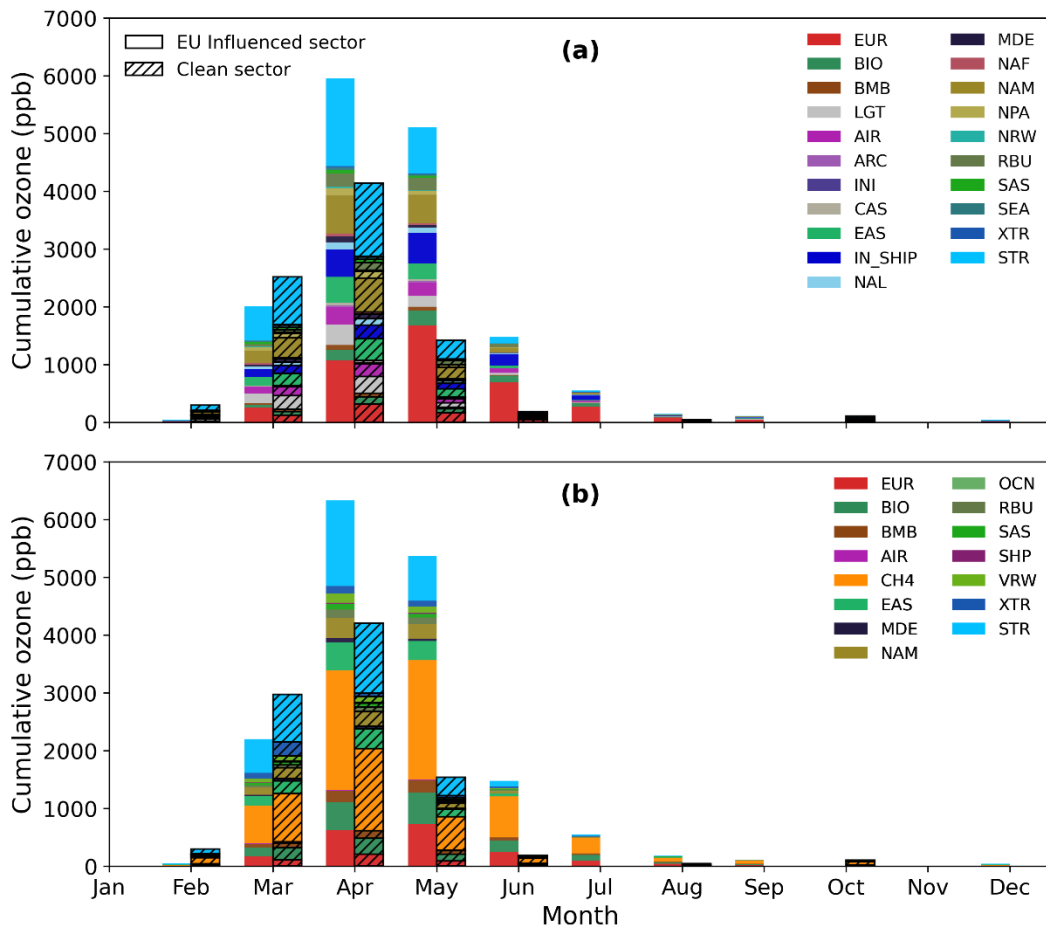 7000
6000
5000
4000
3000
2000
1000
0
Cumulative ozone (ppb)
EU Influenced sector
Clean sector
(a)
EUR
BIO
BMB
LGT
AIR
ARC
INI
CAS
EAS
IN_SHIP
NAL
MDE
NAF
NAM
NPA
NRW
RBU
SAS
SEA
XTR
STR
7000
6000
5000
4000
3000
2000
1000
0
Cumulative ozone (ppb)
(b)
EUR
BIO
BMB
AIR
CH4
EAS
MDE
NAM
OCN
RBU
SAS
SHP
VRW
XTR
STR
Jan Feb Mar Apr May Jun Jul Aug Sep Oct Nov Dec
Month